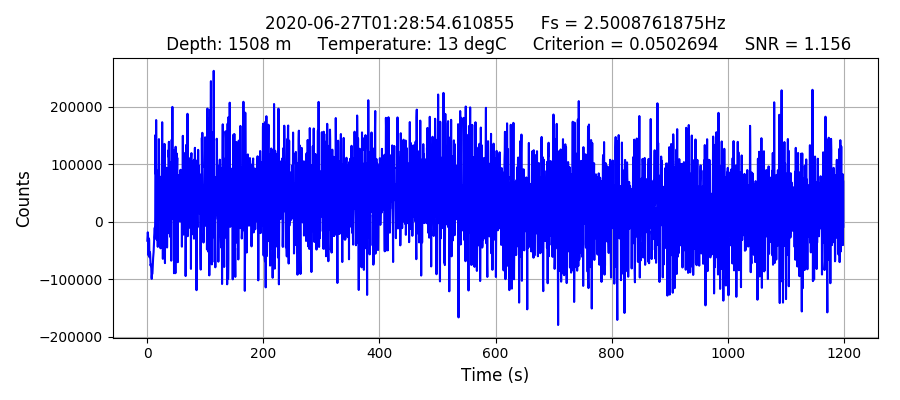 2020-06-27T01:28:54.610855 Fs = 2.5008761875Hz
Depth: 1508 m Temperature: 13 degC Criterion = 0.0502694 SNR = 1.156
Counts
200000
100000
0
−100000
−200000
0 200 400 600 800 1000 1200
Time (s)